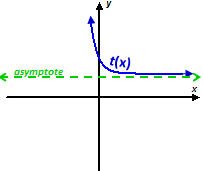 y
t(x)
asymptote
x